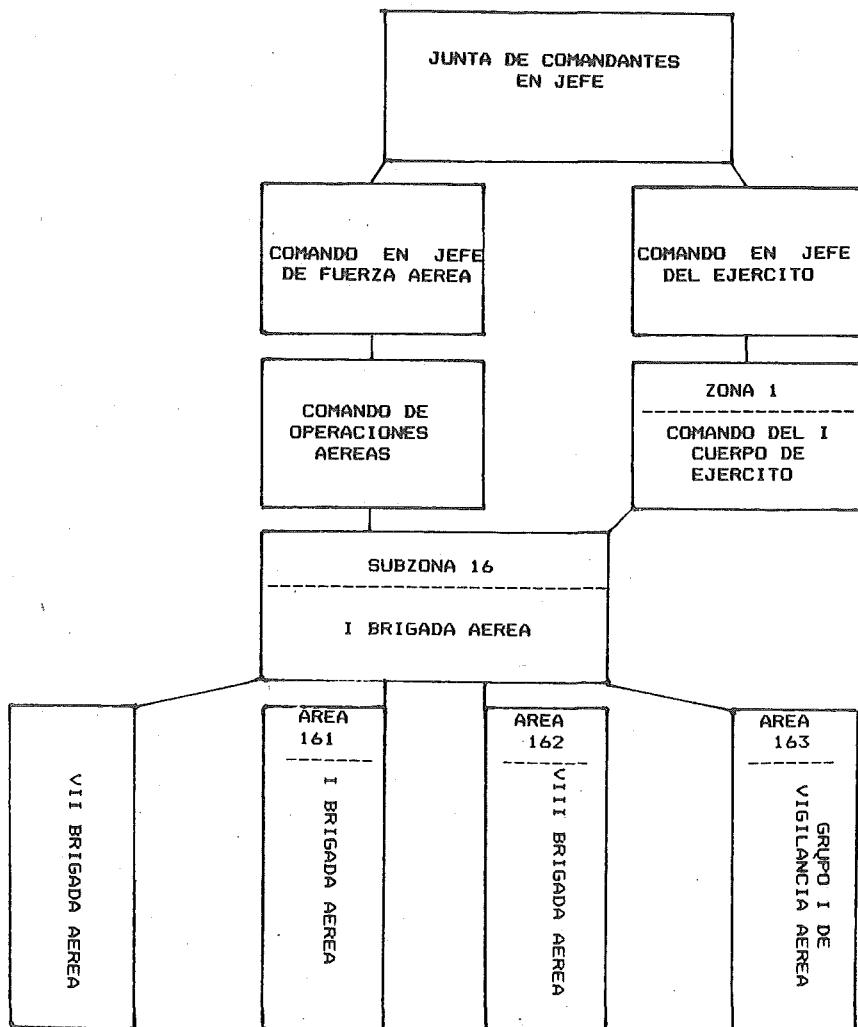 JUNTA DE COMANDANTES
EN JEFE
COMANDO EN JEFE
DE FUERZA AEREA
COMANDO EN JEFE
DEL EJERCITO
COMANDO DE
OPERACIONES
AEREAS
ZONA 1
COMANDO DEL I
CUERPO DE
EJERCITO
SUBZONA 16
I BRIGADA AEREA
VII BRIGADA AEREA
AREA
161
I BRIGADA AEREA
AREA
162
VIII BRIGADA AEREA
AREA
163
GRUPO I DE
VIGILANCIA AEREA